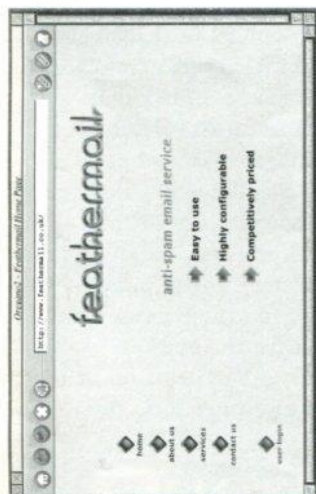 Oregano2 - Feathermail Home Page
http://www.feathermail.co.uk/
feathermail
anti-spam email service
Easy to use
Highly configurable
Competitively priced
home
about us
services
contact us
user login